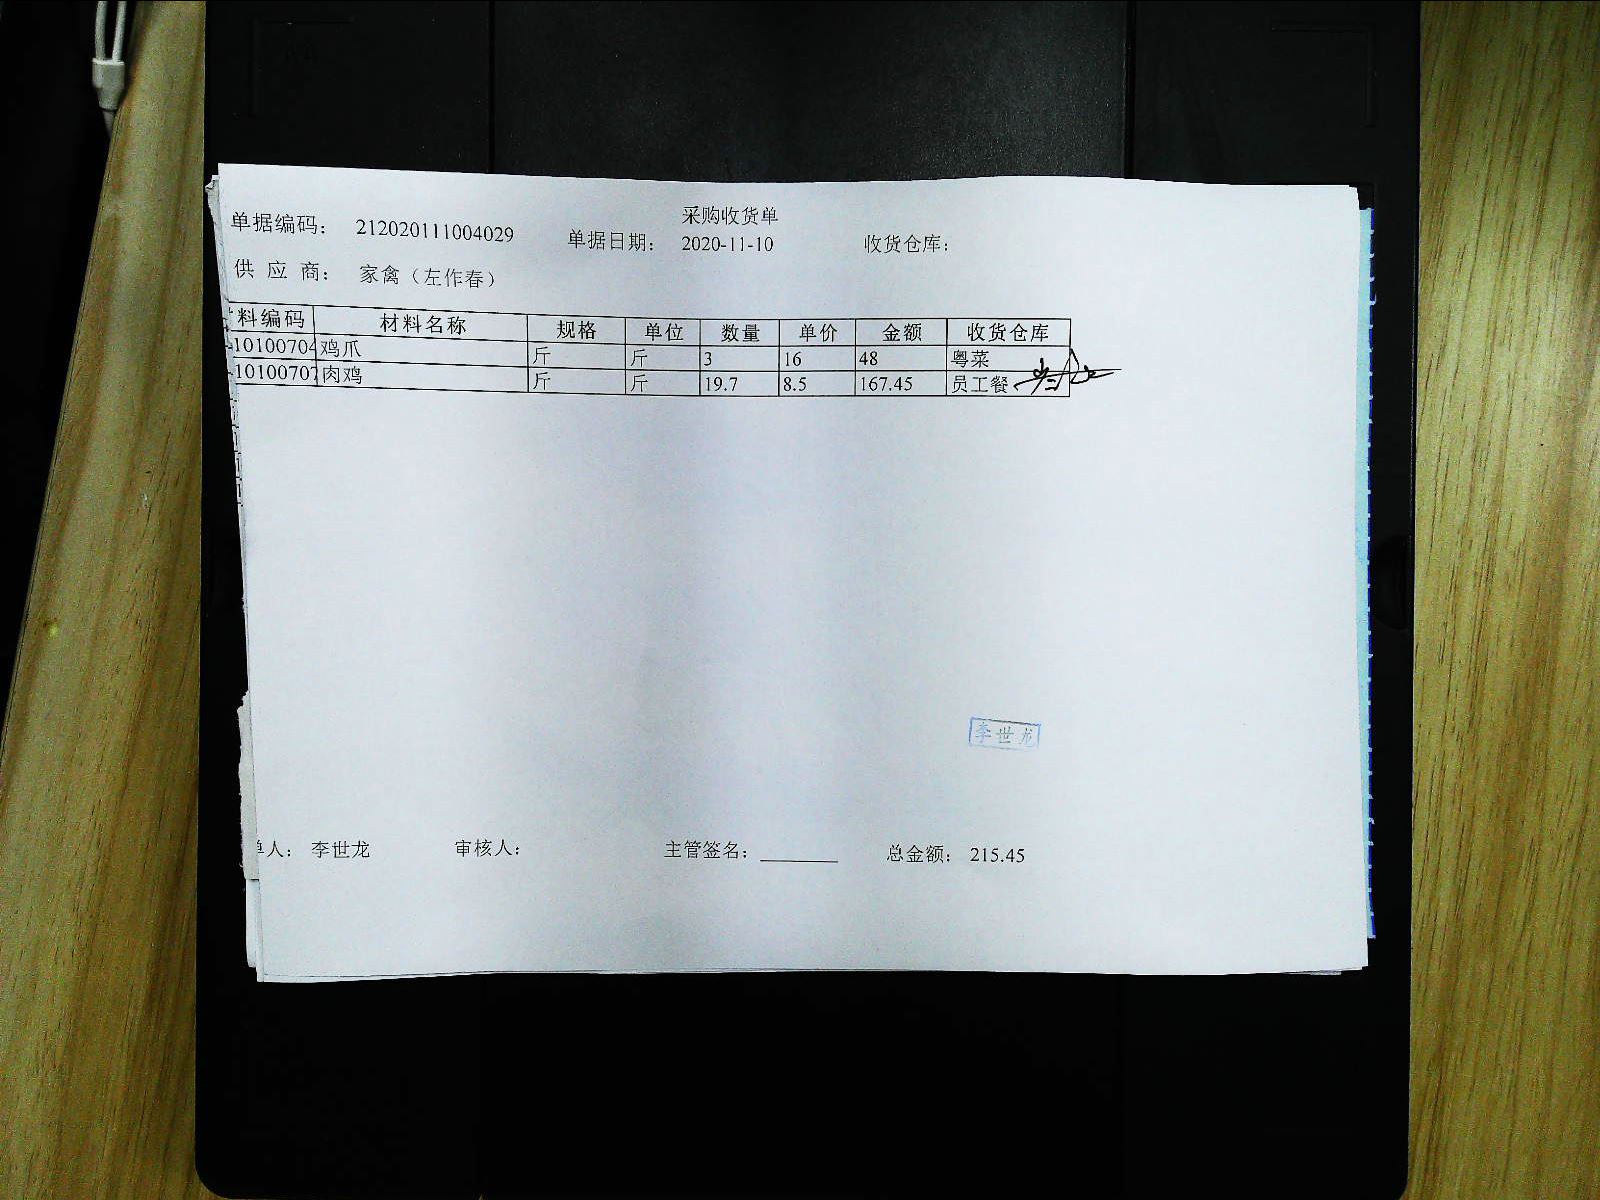 采购收货单
单据编码： 212020111004029 单据日期： 2020-11-10 收货仓库：
供 应 商： 家禽（左作春）
料编码 材料名称 规格 单位 数量 单价 金额 收货仓库
10100704 鸡爪 斤 斤 3 16 48 粤菜
10100707 肉鸡 斤 斤 19.7 8.5 167.45 员工餐
李世龙
单人： 李世龙 审核人： 主管签名： 总金额： 215.45